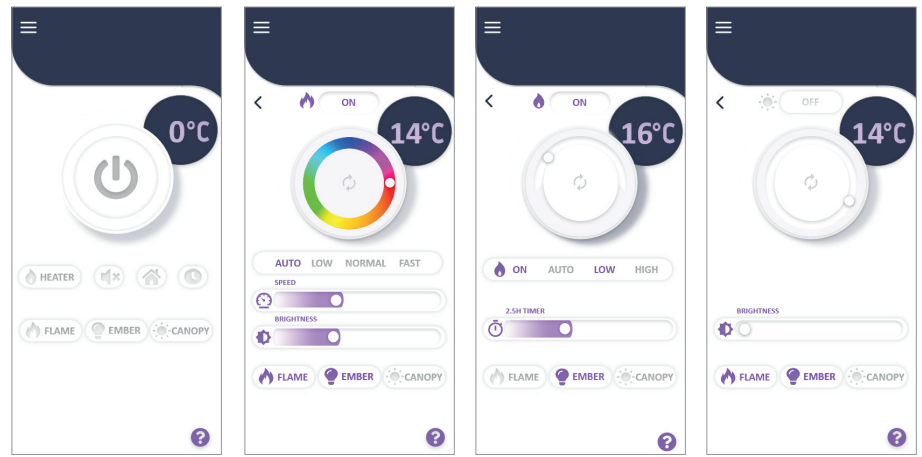 0°C
HEATER
FLAME EMBER CANOPY
?
ON
14°C
AUTO LOW NORMAL FAST
SPEED
BRIGHTNESS
FLAME EMBER CANOPY
?
ON
16°C
ON AUTO LOW HIGH
2.5H TIMER
FLAME EMBER CANOPY
?
OFF
14°C
BRIGHTNESS
FLAME EMBER CANOPY
?